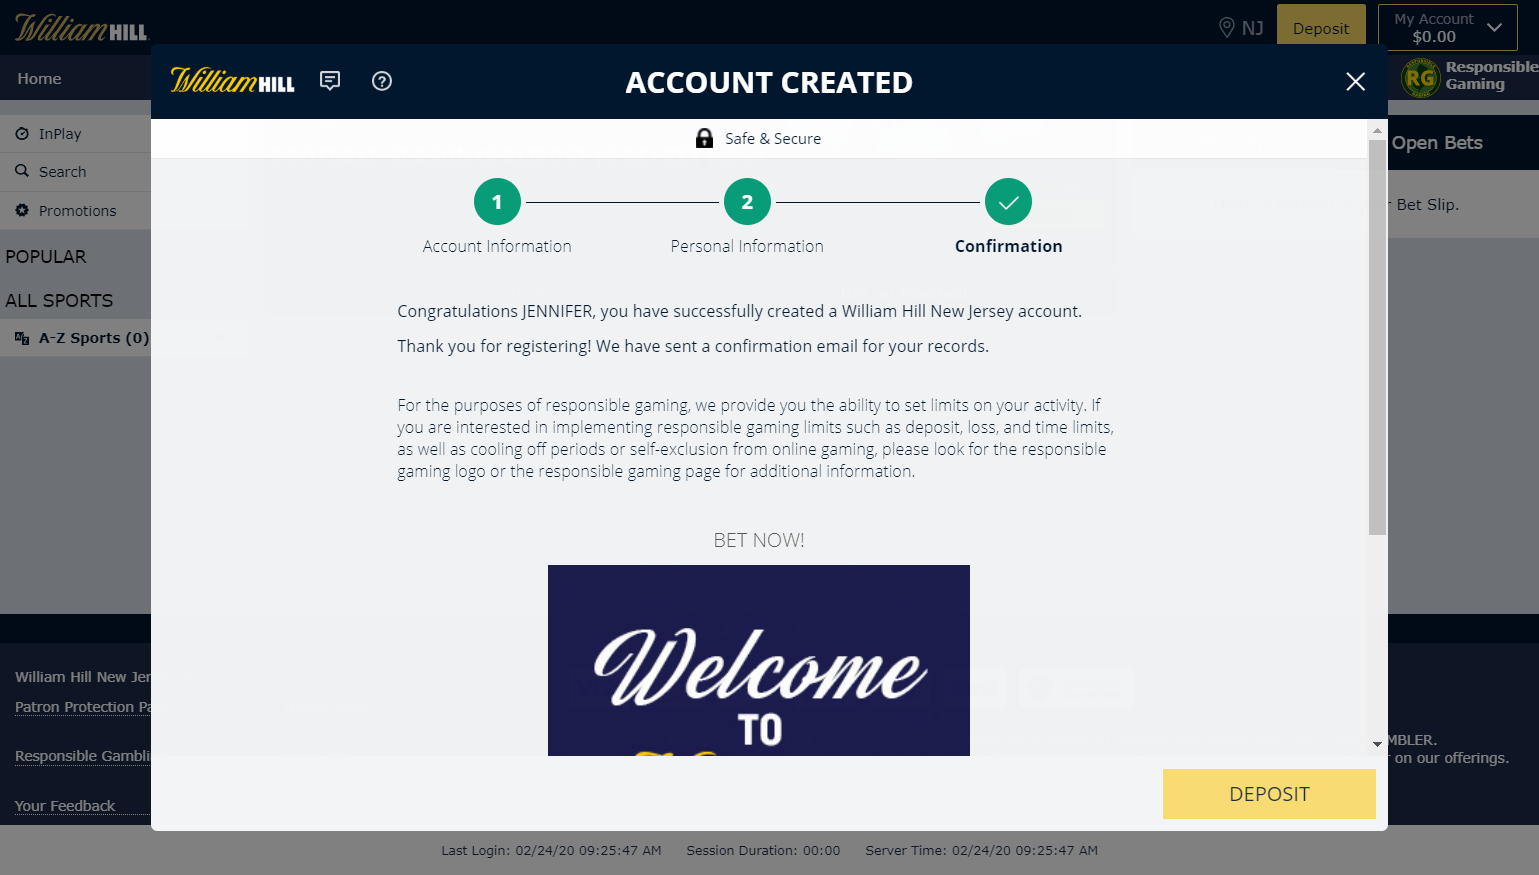 William HILL
NJ
Deposit
My Account
$0.00
Home
William HILL
ACCOUNT CREATED
RG
Responsible
Gaming
InPlay
Search
Promotions
POPULAR
ALL SPORTS
A-Z Sports (0)
Safe & Secure
Open Bets
Bet Slip.
1
2
Account Information
Personal Information
Confirmation
Congratulations JENNIFER, you have successfully created a William Hill New Jersey account.
Thank you for registering! We have sent a confirmation email for your records.
For the purposes of responsible gaming, we provide you the ability to set limits on your activity. If
you are interested in implementing responsible gaming limits such as deposit, loss, and time limits,
as well as cooling off periods or self-exclusion from online gaming, please look for the responsible
gaming logo or the responsible gaming page for additional information.
BET NOW!
Welcome
TO
William Hill New Jer
Patron Protection Pa
Responsible Gambli
Your Feedback
MBLER.
on our offerings.
DEPOSIT
Last Login: 02/24/20 09:25:47 AM
Session Duration: 00:00
Server Time: 02/24/20 09:25:47 AM